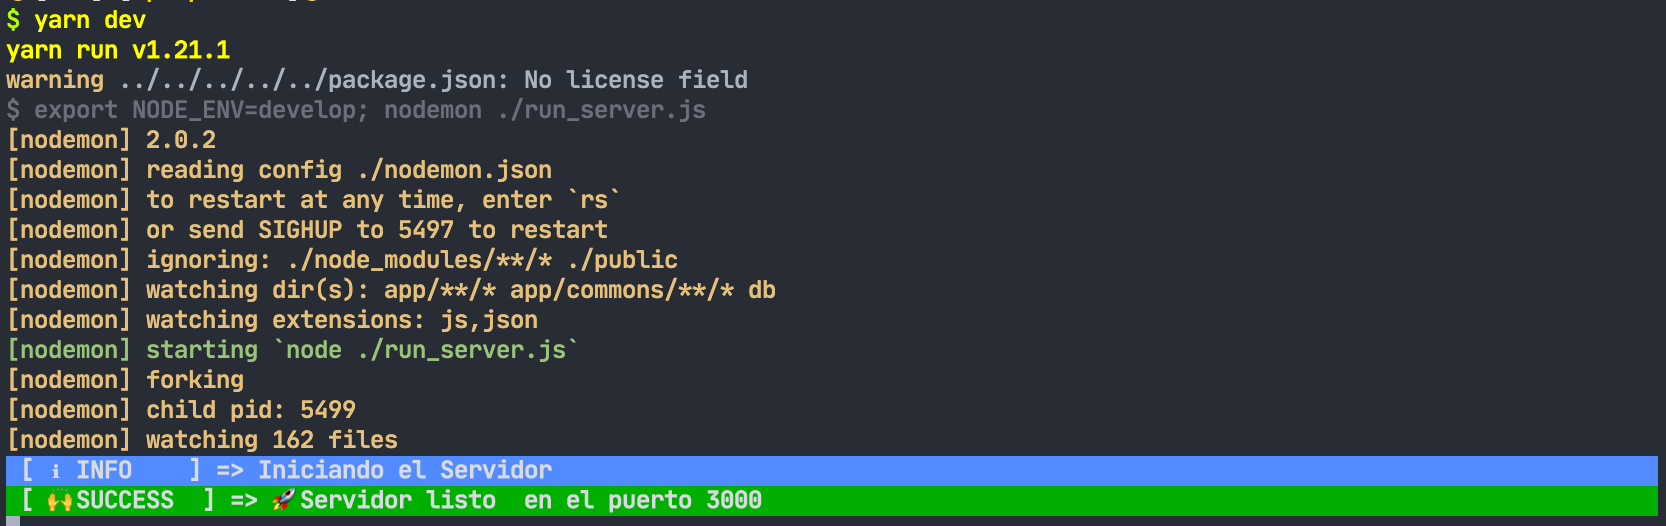 $ yarn dev
yarn run v1.21.1
warning ../../../../../package.json: No license field
$ export NODE_ENV=develop; nodemon ./run_server.js
[nodemon] 2.0.2
[nodemon] reading config ./nodemon.json
[nodemon] to restart at any time, enter `rs`
[nodemon] or send SIGHUP to 5497 to restart
[nodemon] ignoring: ./node_modules/**/* ./public
[nodemon] watching dir(s): app/**/* app/commons/**/* db
[nodemon] watching extensions: js,json
[nodemon] starting `node ./run_server.js`
[nodemon] forking
[nodemon] child pid: 5499
[nodemon] watching 162 files
[ ℹ INFO    ] => Iniciando el Servidor
[ 🙌SUCCESS  ] => 🚀Servidor listo  en el puerto 3000